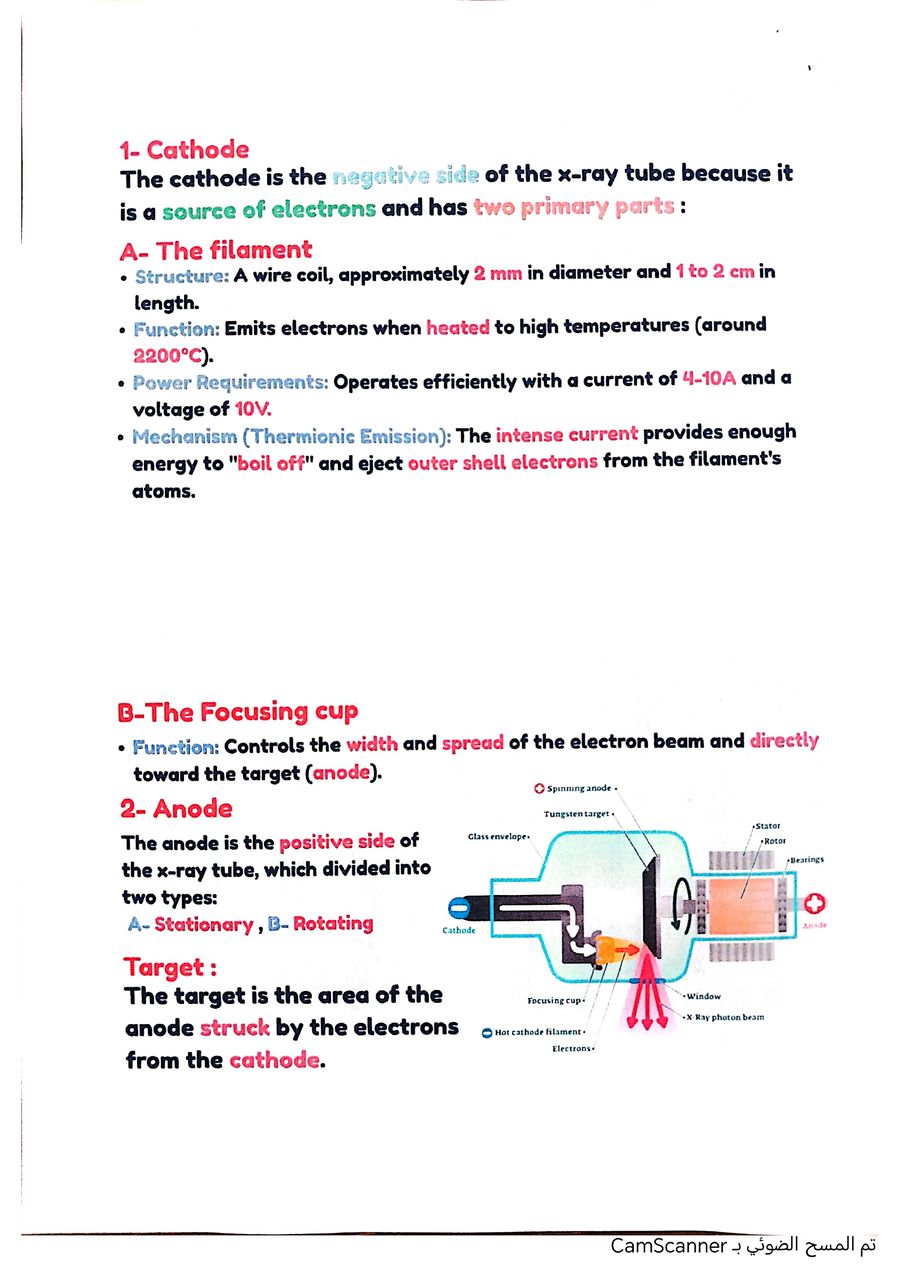 1- Cathode
The cathode is the negative side of the x-ray tube because it
is a source of electrons and has two primary parts :
A- The filament
• Structure: A wire coil, approximately 2 mm in diameter and 1 to 2 cm in
length.
• Function: Emits electrons when heated to high temperatures (around
2200°C).
• Power Requirements: Operates efficiently with a current of 4-10A and a
voltage of 10V.
• Mechanism (Thermionic Emission): The intense current provides enough
energy to "boil off" and eject outer shell electrons from the filament's
atoms.
B-The Focusing cup
• Function: Controls the width and spread of the electron beam and directly
toward the target (anode).
2- Anode
The anode is the positive side of
the x-ray tube, which divided into
two types:
A- Stationary , B- Rotating
Target :
The target is the area of the
anode struck by the electrons
from the cathode.
Spinning anode
Tungsten target
Glass envelope
Stator
Rotor
Bearings
Cathode
Anode
Focusing cup
Window
Hot cathode filament
X-Ray photon beam
Electrons
تم المسح الضوئي بـ CamScanner